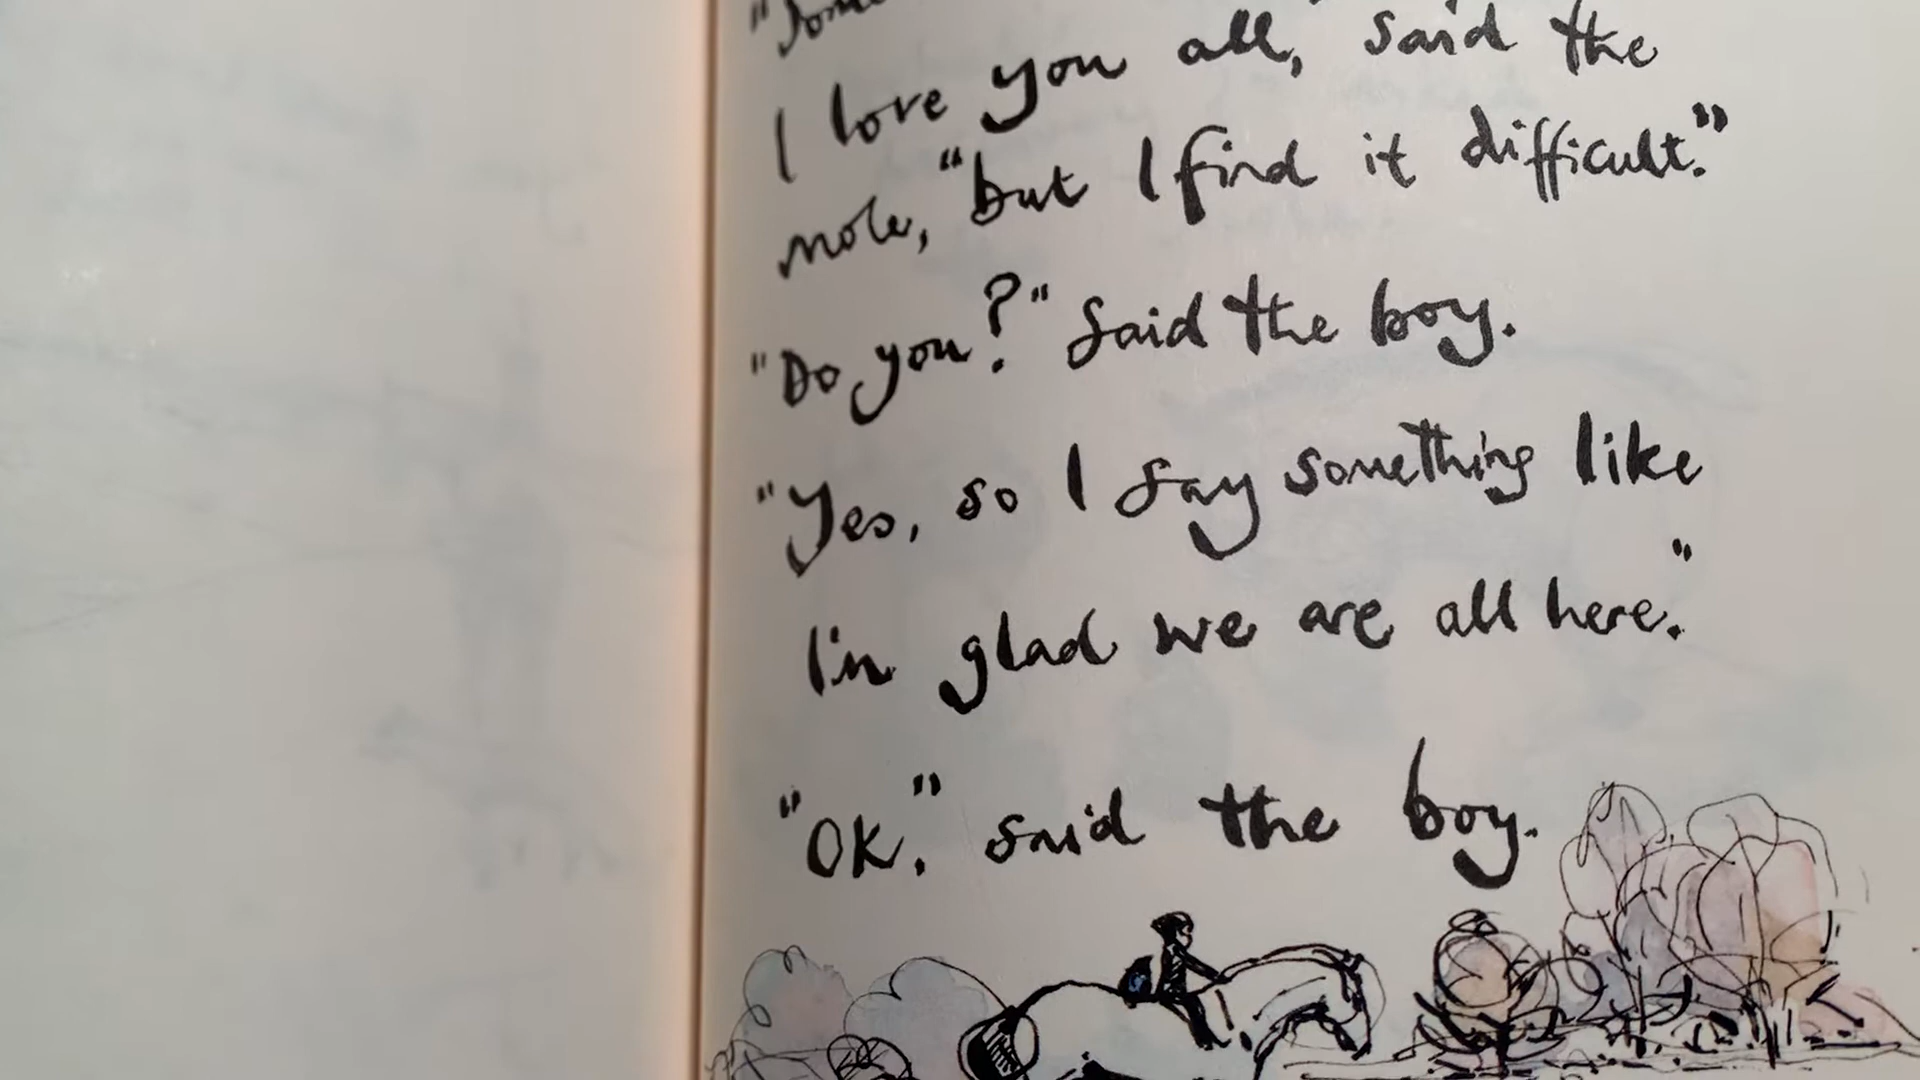 I love you all," said the
mole, "but I find it difficult."
"Do you?" said the boy.
"Yes, so I say something like
I'm glad we are all here."
"OK," said the boy.